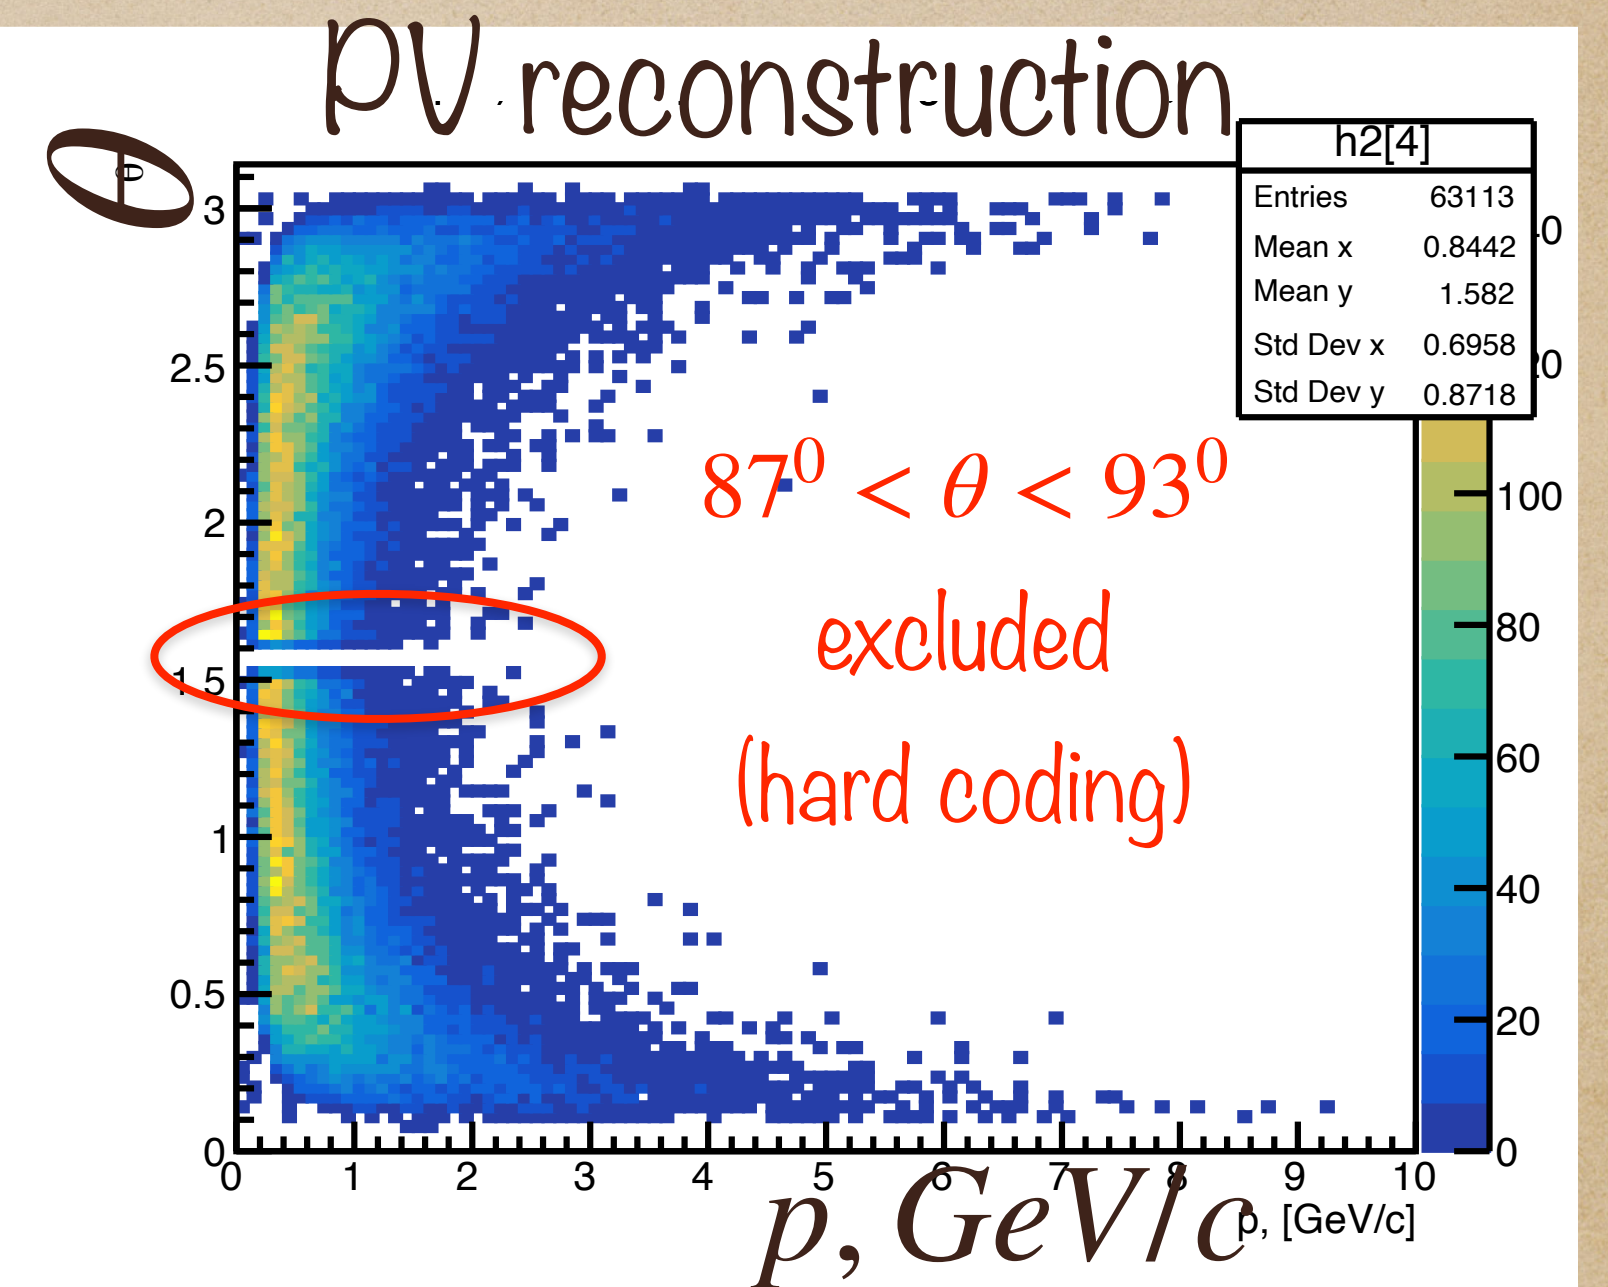 PV reconstruction
θ
θ
h2[4]
Entries 63113
Mean x 0.8442
Mean y 1.582
Std Dev x 0.6958
Std Dev y 0.8718
3
2.5
2
1.5
1
0.5
0
87⁰ < θ < 93⁰
excluded
(hard coding)
100
80
60
40
20
0
0 1 2 3 4 5 6 7 8 9 10
p, GeV/c
p, [GeV/c]